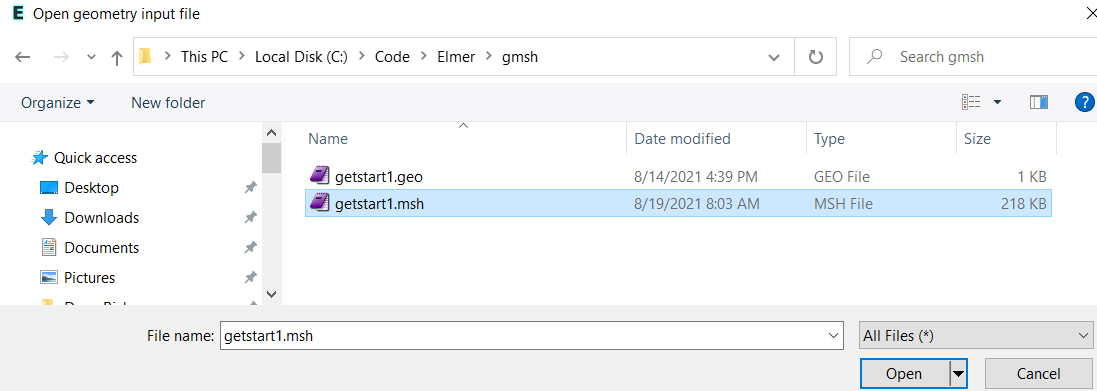 E Open geometry input file
This PC > Local Disk (C:) > Code > Elmer > gmsh
Search gmsh
Organize New folder
?
Name Date modified Type Size
Quick access
Desktop
Downloads
Documents
Pictures
getstart1.geo 8/14/2021 4:39 PM GEO File 1 KB
getstart1.msh 8/19/2021 8:03 AM MSH File 218 KB
File name: getstart1.msh All Files (*)
Open Cancel